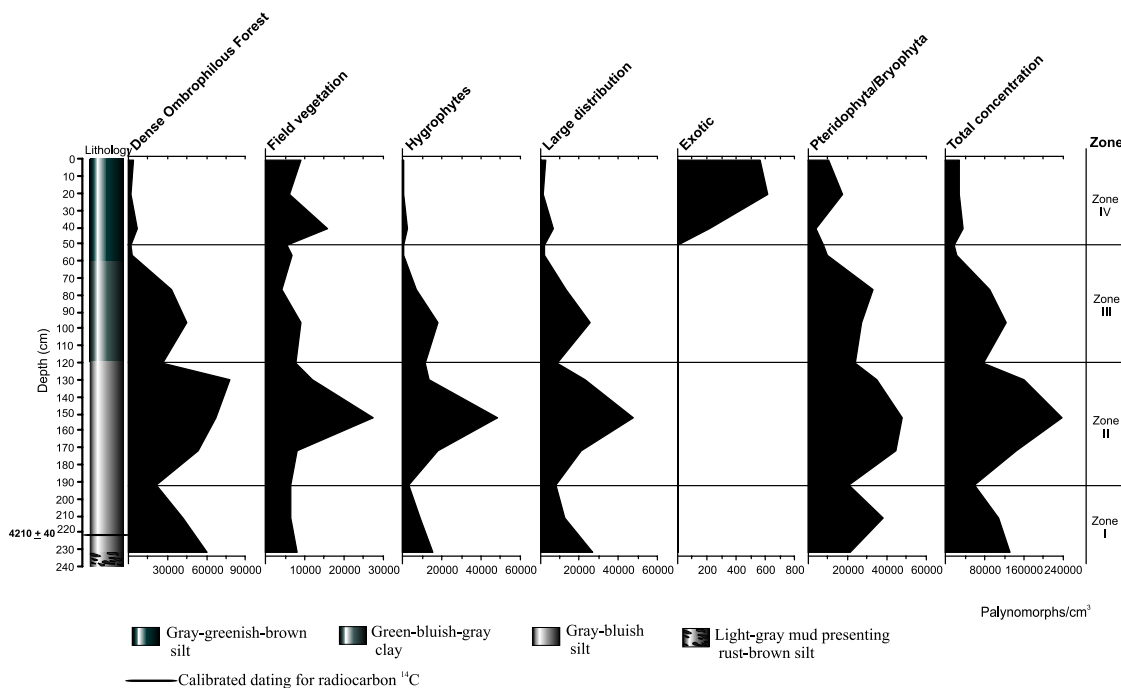 Dense Ombrophilous Forest
Field vegetation
Hygrophytes
Large distribution
Exotic
Pteridophyta/Bryophyta
Total concentration
Lithology
Zone
Depth (cm)
0
10
20
30
40
50
60
70
80
90
100
110
120
130
140
150
160
170
180
190
200
210
220
230
240
4210 ± 40
Zone
IV
Zone
III
Zone
II
Zone
I
30000 60000 90000
10000 20000 30000
20000 40000 60000
10000 20000 30000 40000 50000 60000
200 400 600 800
20000 40000 60000
80000 160000 240000
Palynomorphs/cm³
Gray-greenish-brown
silt
Green-bluish-gray
clay
Gray-bluish
silt
Light-gray mud presenting
rust-brown silt
Calibrated dating for radiocarbon ¹⁴C